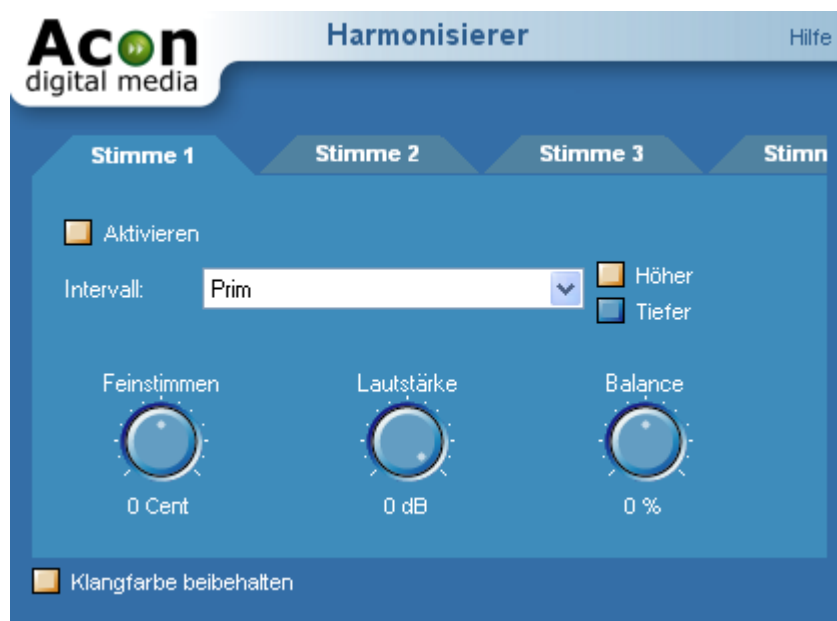 Acon
digital media
Harmonisierer
Hilfe
Stimme 1
Stimme 2
Stimme 3
Stimm
Aktivieren
Intervall:
Prim
Höher
Tiefer
Feinstimmen
Lautstärke
Balance
0 Cent
0 dB
0 %
Klangfarbe beibehalten